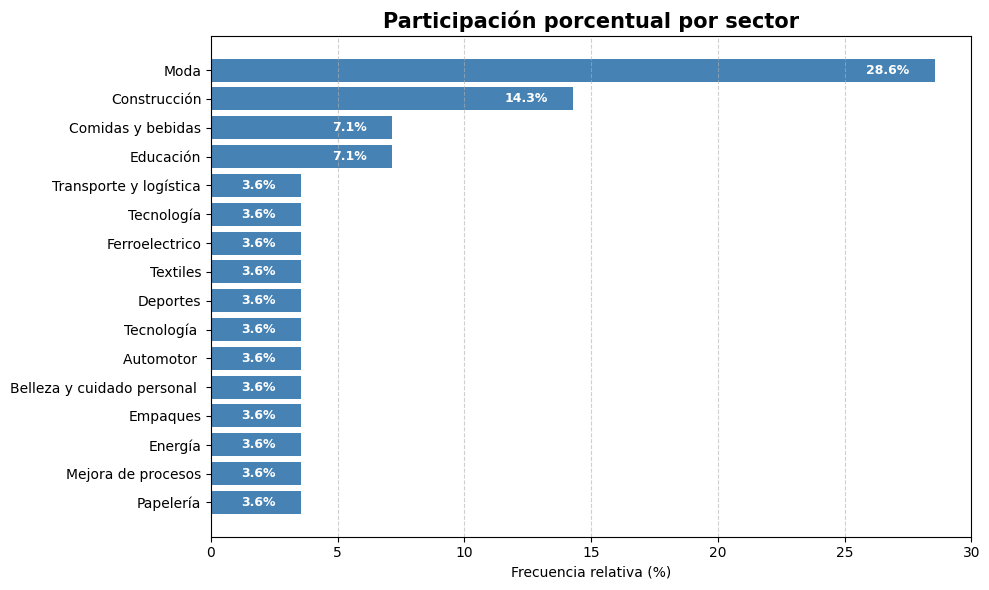 Participación porcentual por sector
Moda 28.6%
Construcción 14.3%
Comidas y bebidas 7.1%
Educación 7.1%
Transporte y logística 3.6%
Tecnología 3.6%
Ferroelectrico 3.6%
Textiles 3.6%
Deportes 3.6%
Tecnología 3.6%
Automotor 3.6%
Belleza y cuidado personal 3.6%
Empaques 3.6%
Energía 3.6%
Mejora de procesos 3.6%
Papelería 3.6%
0 5 10 15 20 25 30
Frecuencia relativa (%)